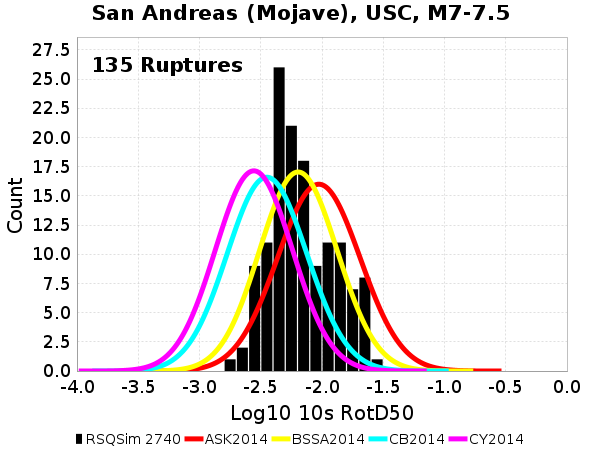 San Andreas (Mojave), USC, M7-7.5
135 Ruptures
Count
27.5
25.0
22.5
20.0
17.5
15.0
12.5
10.0
7.5
5.0
2.5
0.0
-4.0 -3.5 -3.0 -2.5 -2.0 -1.5 -1.0 -0.5 0.0
Log10 10s RotD50
RSQSim 2740 ASK2014 BSSA2014 CB2014 CY2014